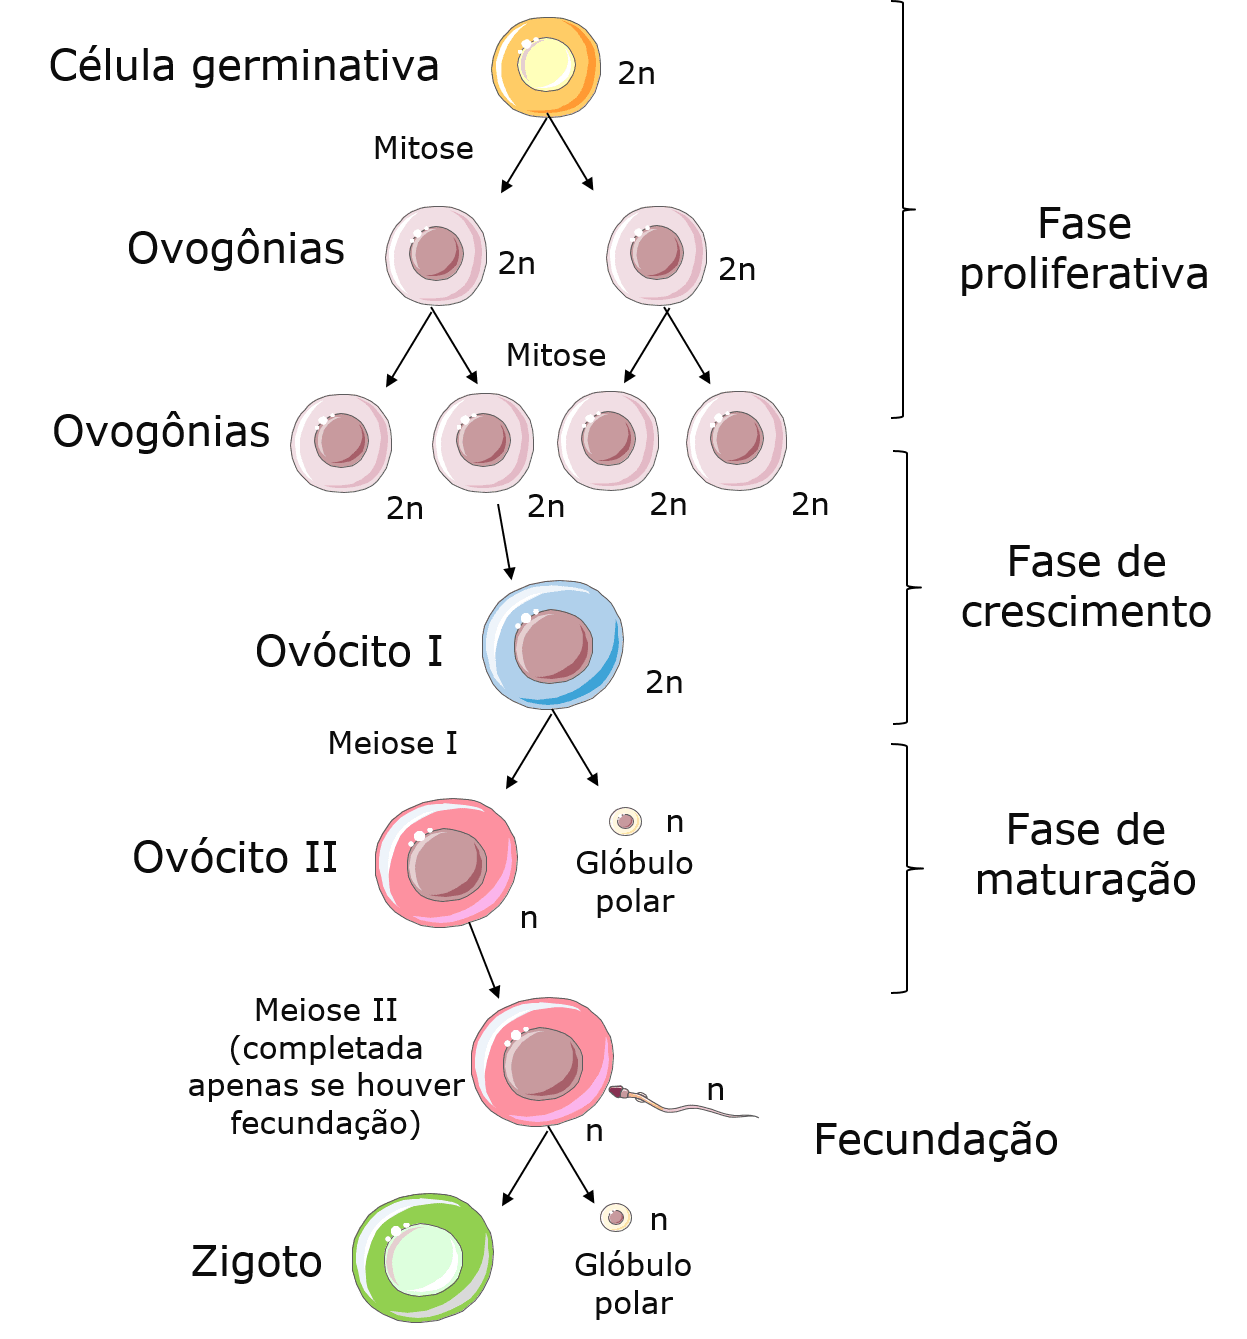 Célula germinativa
2n
Mitose
Fase
proliferativa
Ovogônias
2n
2n
Mitose
Ovogônias
2n
2n
2n
2n
Fase de
crescimento
Ovócito I
2n
Meiose I
Fase de
maturação
Ovócito II
n
n
Glóbulo
polar
Meiose II
(completada
apenas se houver
fecundação)
n
n
Fecundação
Zigoto
n
Glóbulo
polar